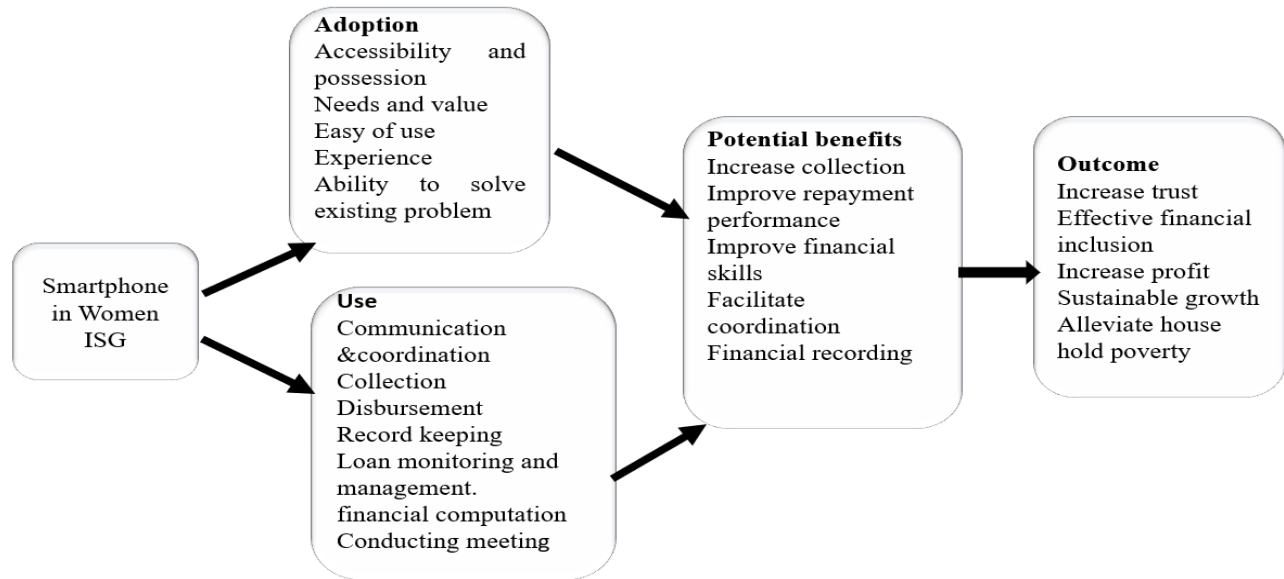 Smartphone
in Women
ISG
Adoption
Accessibility and
possession
Needs and value
Easy of use
Experience
Ability to solve
existing problem
Use
Communication
&coordination
Collection
Disbursement
Record keeping
Loan monitoring and
management.
financial computation
Conducting meeting
Potential benefits
Increase collection
Improve repayment
performance
Improve financial
skills
Facilitate
coordination
Financial recording
Outcome
Increase trust
Effective financial
inclusion
Increase profit
Sustainable growth
Alleviate house
hold poverty